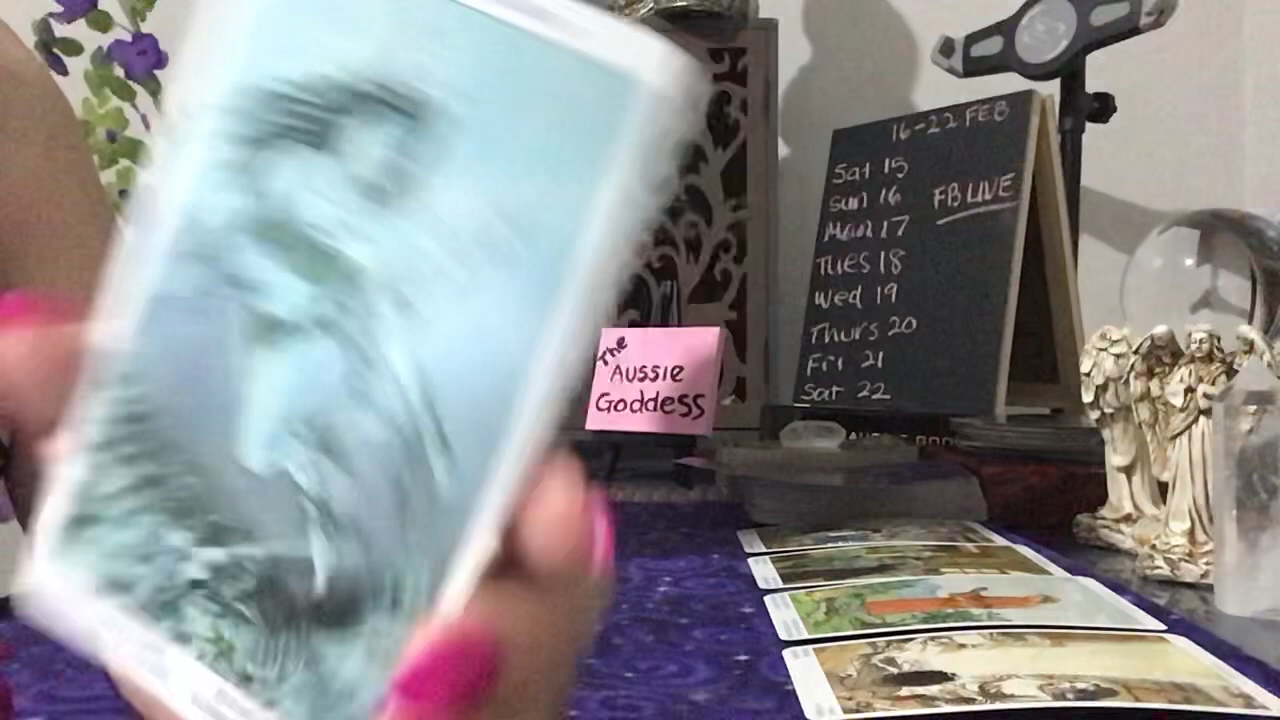 16-22 FEB
Sat 15
Sun 16 FB LIVE
Mon 17
Tues 18
Wed 19
Thurs 20
Fri 21
Sat 22
The
Aussie
Goddess